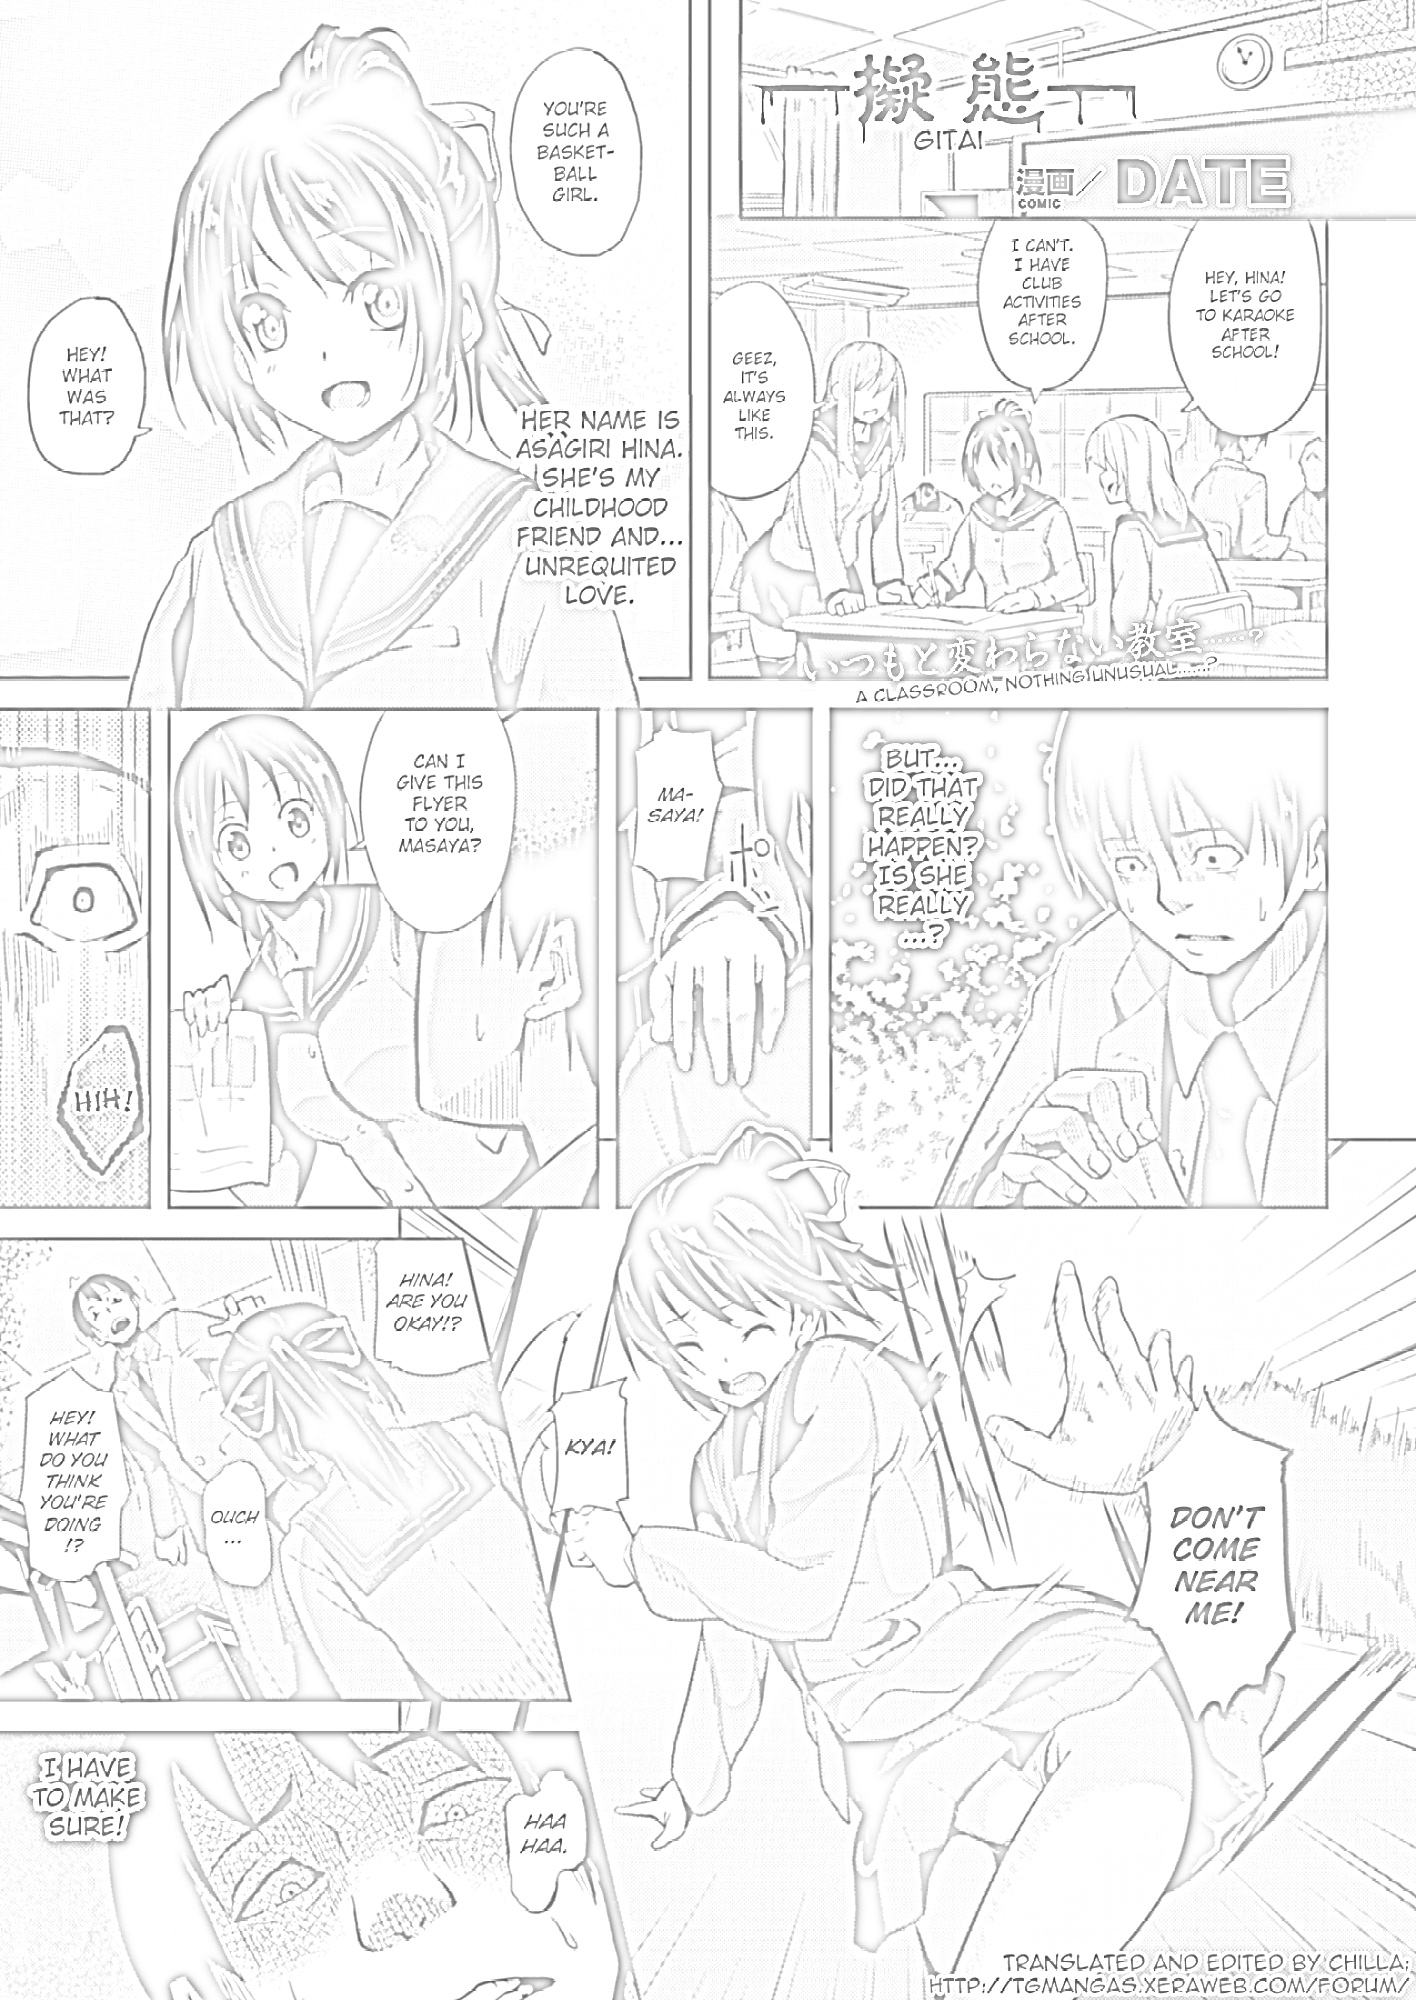 擬態
GITAI
漫画／DATE
COMIC
HEY, HINA!
LET'S GO
TO KARAOKE
AFTER
SCHOOL!
I CAN'T.
I HAVE
CLUB
ACTIVITIES
AFTER
SCHOOL.
GEEZ,
IT'S
ALWAYS
LIKE
THIS.
いつもと変わらない教室……?
A CLASSROOM, NOTHING UNUSUAL......?
YOU'RE
SUCH A
BASKET-
BALL
GIRL.
HEY!
WHAT
WAS
THAT?
HER NAME IS
ASAGIRI HINA.
SHE'S MY
CHILDHOOD
FRIEND AND...
UNREQUITED
LOVE.
BUT...
DID THAT
REALLY
HAPPEN?
IS SHE
REALLY
....?
MA-
SAYA!
CAN I
GIVE THIS
FLYER
TO YOU,
MASAYA?
HIH!
DON'T
COME
NEAR
ME!
KYA!
HINA!
ARE YOU
OKAY!?
OUCH
...
HEY!
WHAT
DO YOU
THINK
YOU'RE
DOING
!?
I HAVE
TO MAKE
SURE!
HAA
HAA.
TRANSLATED AND EDITED BY CHILLA;
HTTP://TGMANGAS.XERAWEB.COM/FORUM/